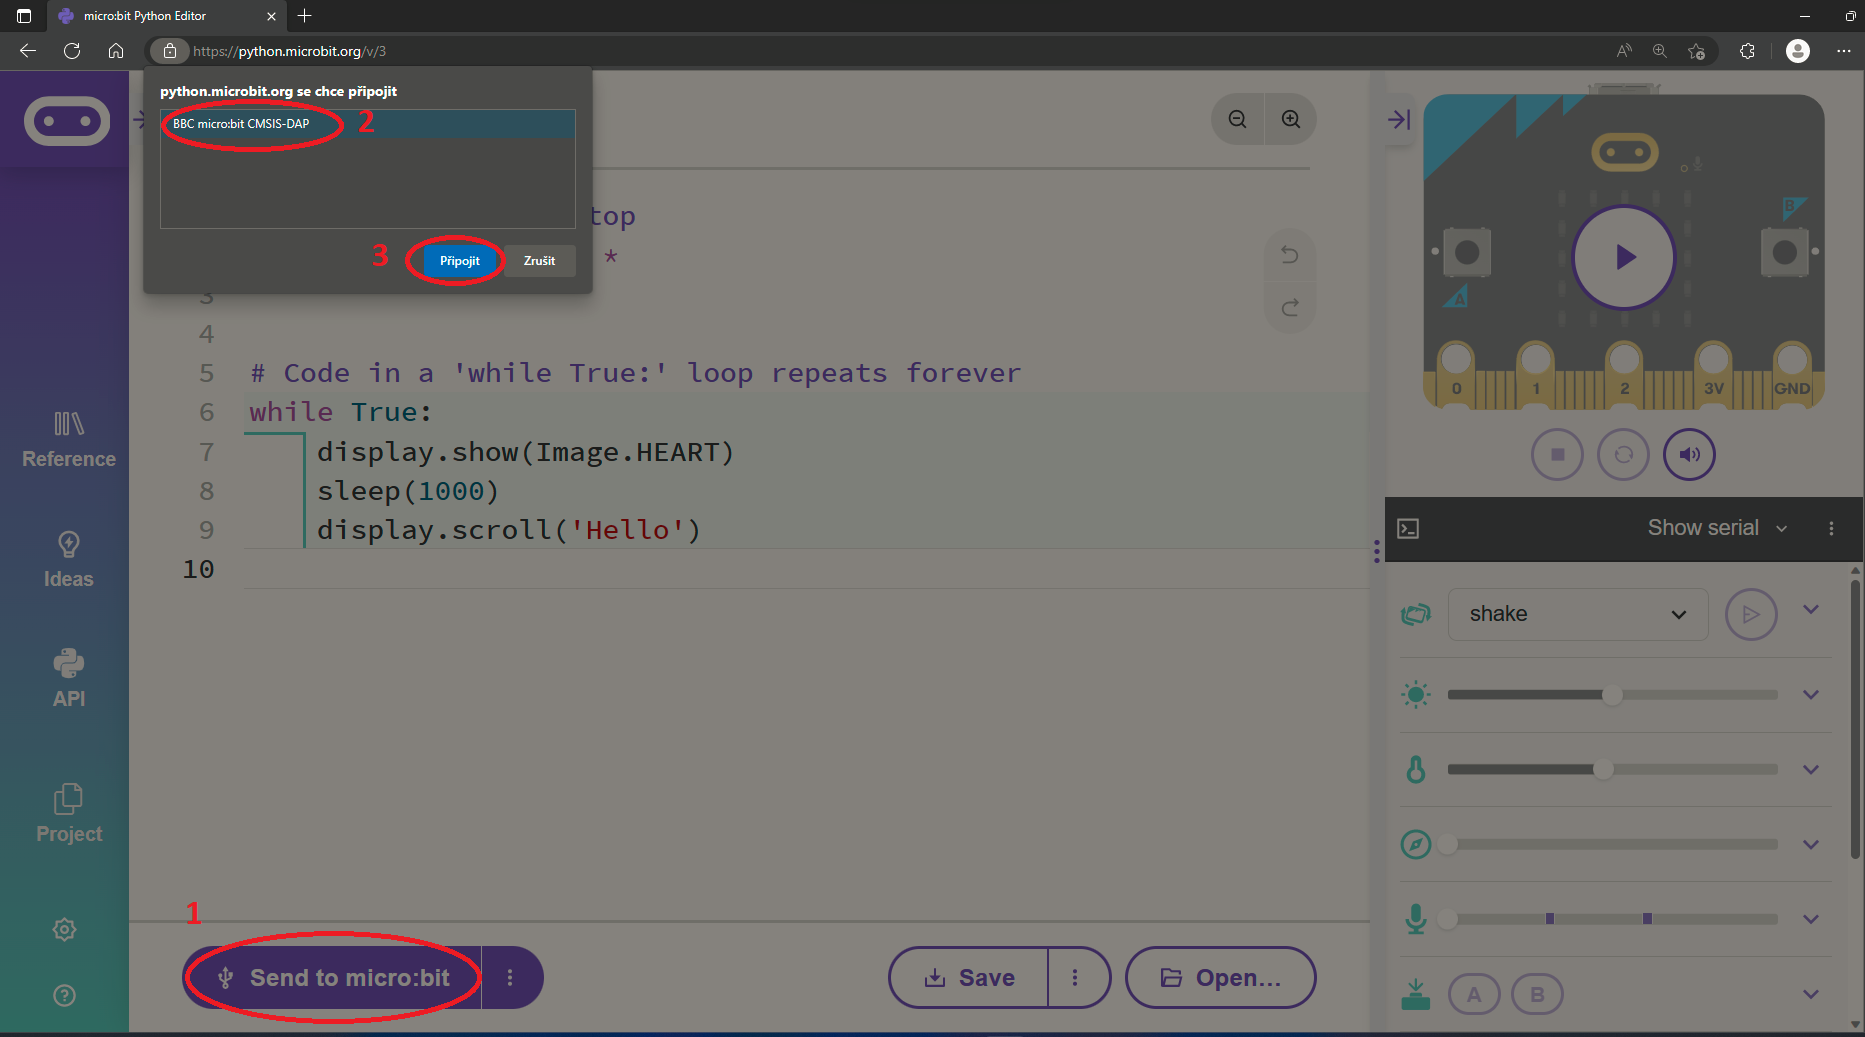 micro:bit Python Editor
https://python.microbit.org/v/3
python.microbit.org se chce připojit
BBC micro:bit CMSIS-DAP
2
3
Připojit
Zrušit
top
*
3
4
5 # Code in a 'while True:' loop repeats forever
6 while True:
7 display.show(Image.HEART)
8 sleep(1000)
9 display.scroll('Hello')
10
Reference
Ideas
API
Project
1
Send to micro:bit
Save
Open...
B
A
0 1 2 3V GND
Show serial
shake
A B